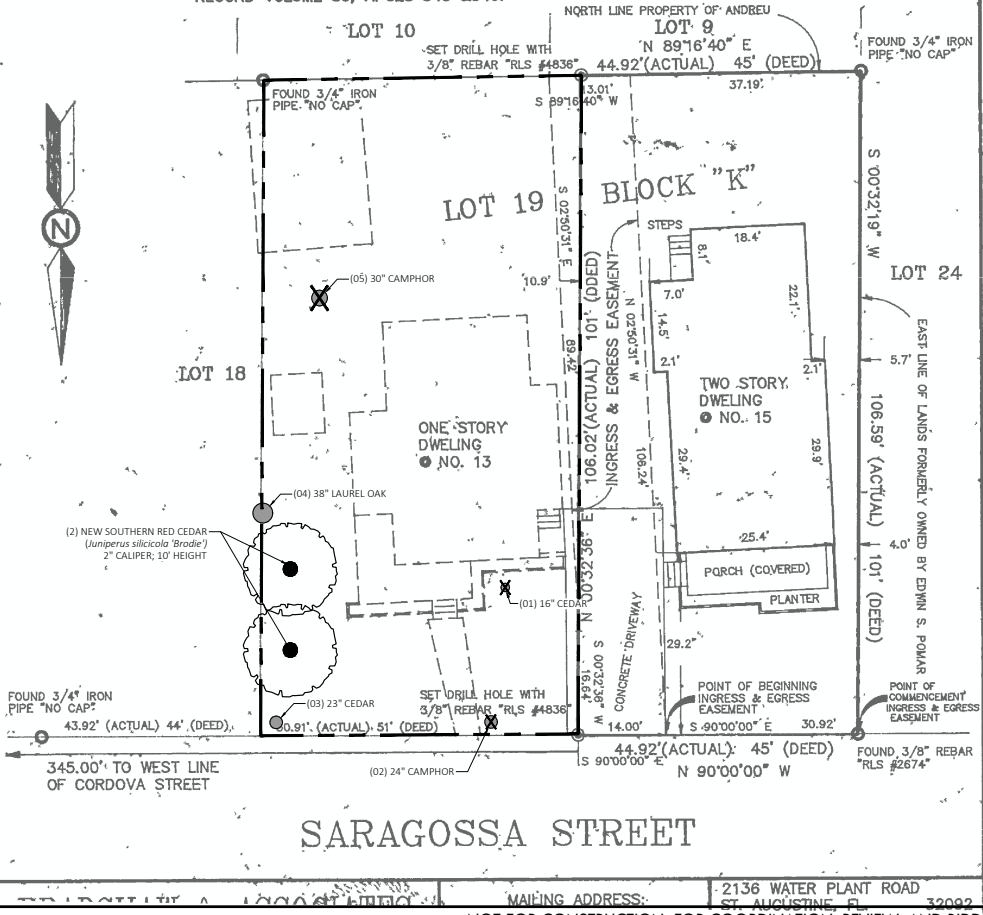 NORTH LINE PROPERTY OF ANDREU
LOT 10
LOT 9
N 89°16'40" E
44.92'(ACTUAL) 45' (DEED)
SET DRILL HOLE WITH
3/8" REBAR "RLS #4836"
FOUND 3/4" IRON
PIPE "NO CAP"
FOUND 3/4" IRON
PIPE "NO CAP"
3.01'
37.19'
S 89°16'40" W
N
LOT 19
BLOCK "K"
STEPS
18.4'
8.1'
S 02°50'31" E
S 00°32'19" W
LOT 24
(05) 30" CAMPHOR
10.9'
7.0'
22.1'
14.5'
N 02°50'31" W
INGRESS & EGRESS EASEMENT
106.02'(ACTUAL) 101' (DDED)
89.42'
LOT 18
2.1'
2.1'
5.7'
TWO STORY
DWELING
NO. 15
EAST LINE OF LANDS FORMERLY OWNED BY EDWIN S. POMAR
106.59' (ACTUAL) 101' (DEED)
ONE STORY
DWELING
NO. 13
29.4'
29.9'
106.24'
(04) 38" LAUREL OAK
(2) NEW SOUTHERN RED CEDAR
(Juniperus silicicola 'Brodie')
2" CALIPER; 10' HEIGHT
25.4'
4.0'
N 00°32'36" E
PORCH (COVERED)
PLANTER
(01) 16" CEDAR
CONCRETE DRIVEWAY
29.2'
S 00°32'36" W
16.64'
POINT OF BEGINNING
INGRESS & EGRESS
EASEMENT
POINT OF
COMMENCEMENT
INGRESS & EGRESS
EASEMENT
FOUND 3/4" IRON
PIPE "NO CAP"
(03) 23" CEDAR
SET DRILL HOLE WITH
3/8" REBAR "RLS #4836"
43.92' (ACTUAL) 44' (DEED)
50.91' (ACTUAL) 51' (DEED)
14.00'
S 90°00'00" E
30.92'
44.92'(ACTUAL) 45' (DEED)
S 90°00'00" E
N 90°00'00" W
FOUND 3/8" REBAR
"RLS #2674"
(02) 24" CAMPHOR
345.00' TO WEST LINE
OF CORDOVA STREET
SARAGOSSA STREET
MAILING ADDRESS:
2136 WATER PLANT ROAD
ST. AUGUSTINE, FL. 32092